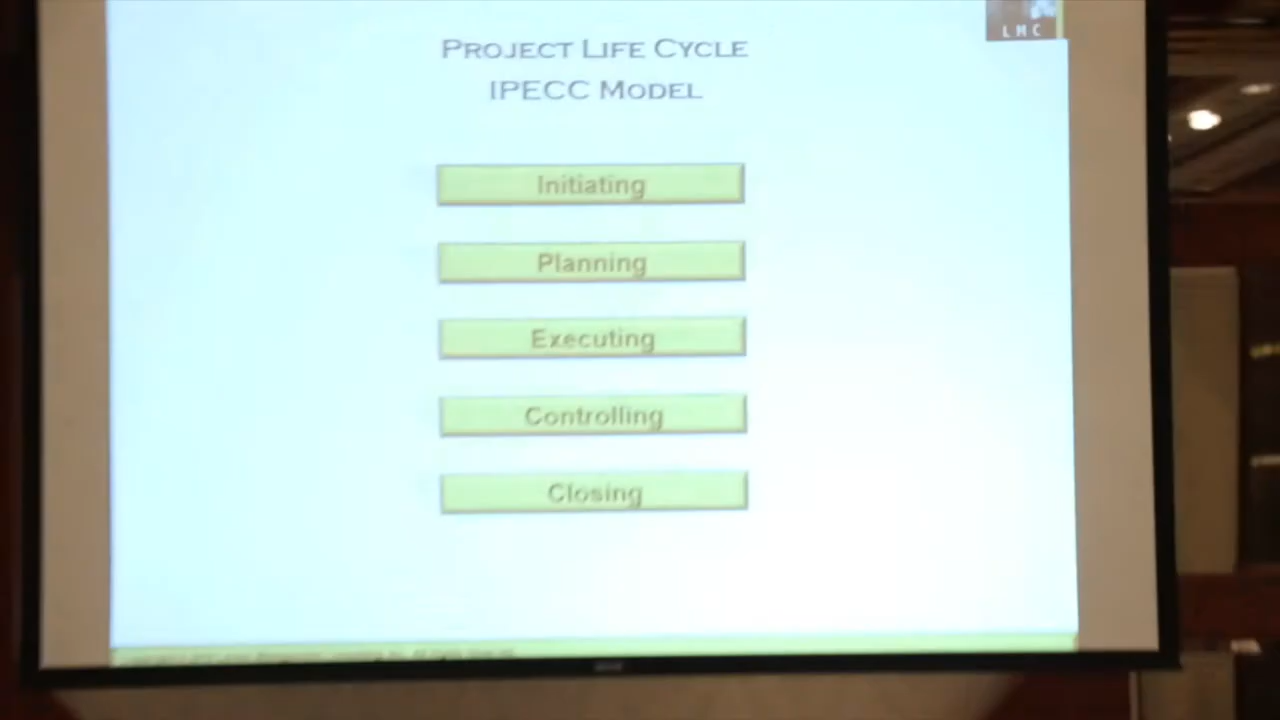 LMC
PROJECT LIFE CYCLE
IPECC MODEL
Initiating
Planning
Executing
Controlling
Closing